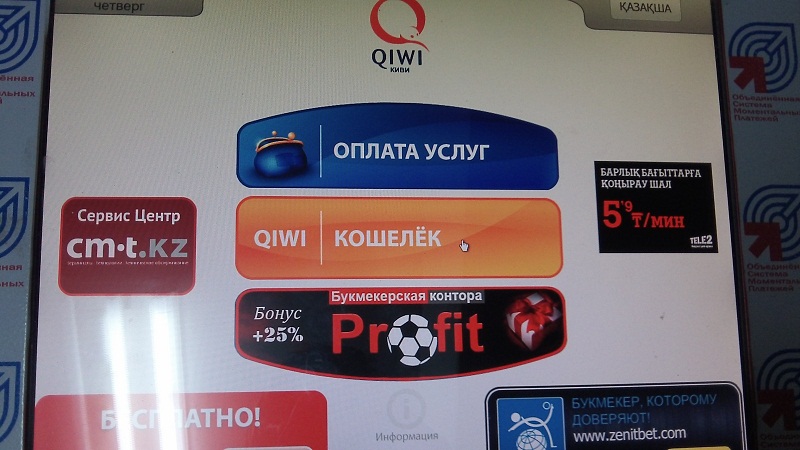 четверг
ҚАЗАҚША
QIWI
КИВИ
ОПЛАТА УСЛУГ
QIWI КОШЕЛЁК
Сервис Центр
cm·t.kz
БАРЛЫҚ БАҒЫТТАРҒА
ҚОҢЫРАУ ШАЛ
5'9 ₸/МИН
TELE2
Букмекерская контора
Бонус
+25%
Profit
БЕСПЛАТНО!
Информация
БУКМЕКЕР, КОТОРОМУ
ДОВЕРЯЮТ!
www.zenitbet.com
Объединённая
Система
Моментальных
Платежей